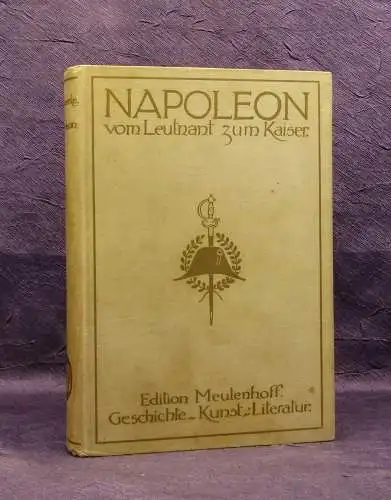 NAPOLEON
vom Leutnant zum Kaiser.
Edition Meulenhoff:
Geschichte - Kunst - Literatur.